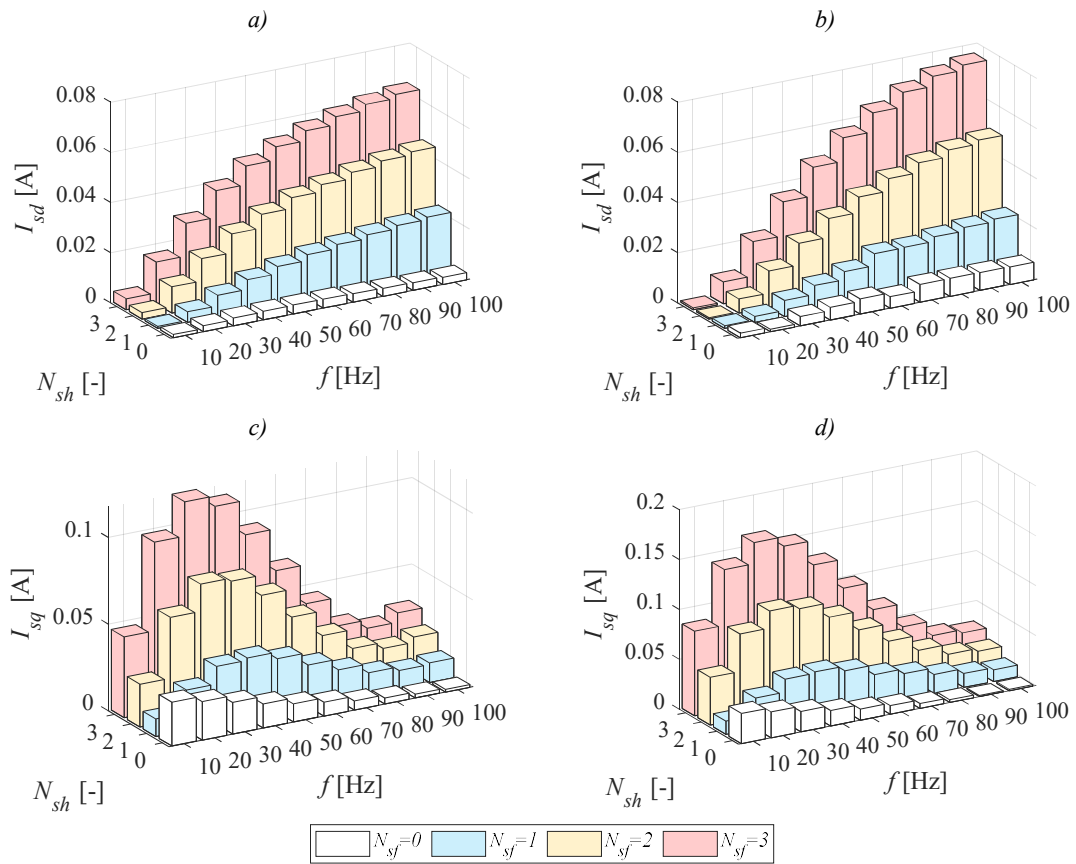 a)
b)
0.08
0.06
0.04
0.02
0
I_sd [A]
3 2 1 0
N_sh [-]
10 20 30 40 50 60 70 80 90 100
f [Hz]
0.08
0.06
0.04
0.02
0
I_sd [A]
3 2 1 0
N_sh [-]
10 20 30 40 50 60 70 80 90 100
f [Hz]
c)
d)
0.1
0.05
0
I_sq [A]
3 2 1 0
N_sh [-]
10 20 30 40 50 60 70 80 90 100
f [Hz]
0.2
0.15
0.1
0.05
0
I_sq [A]
3 2 1 0
N_sh [-]
10 20 30 40 50 60 70 80 90 100
f [Hz]
N_sf=0 N_sf=1 N_sf=2 N_sf=3